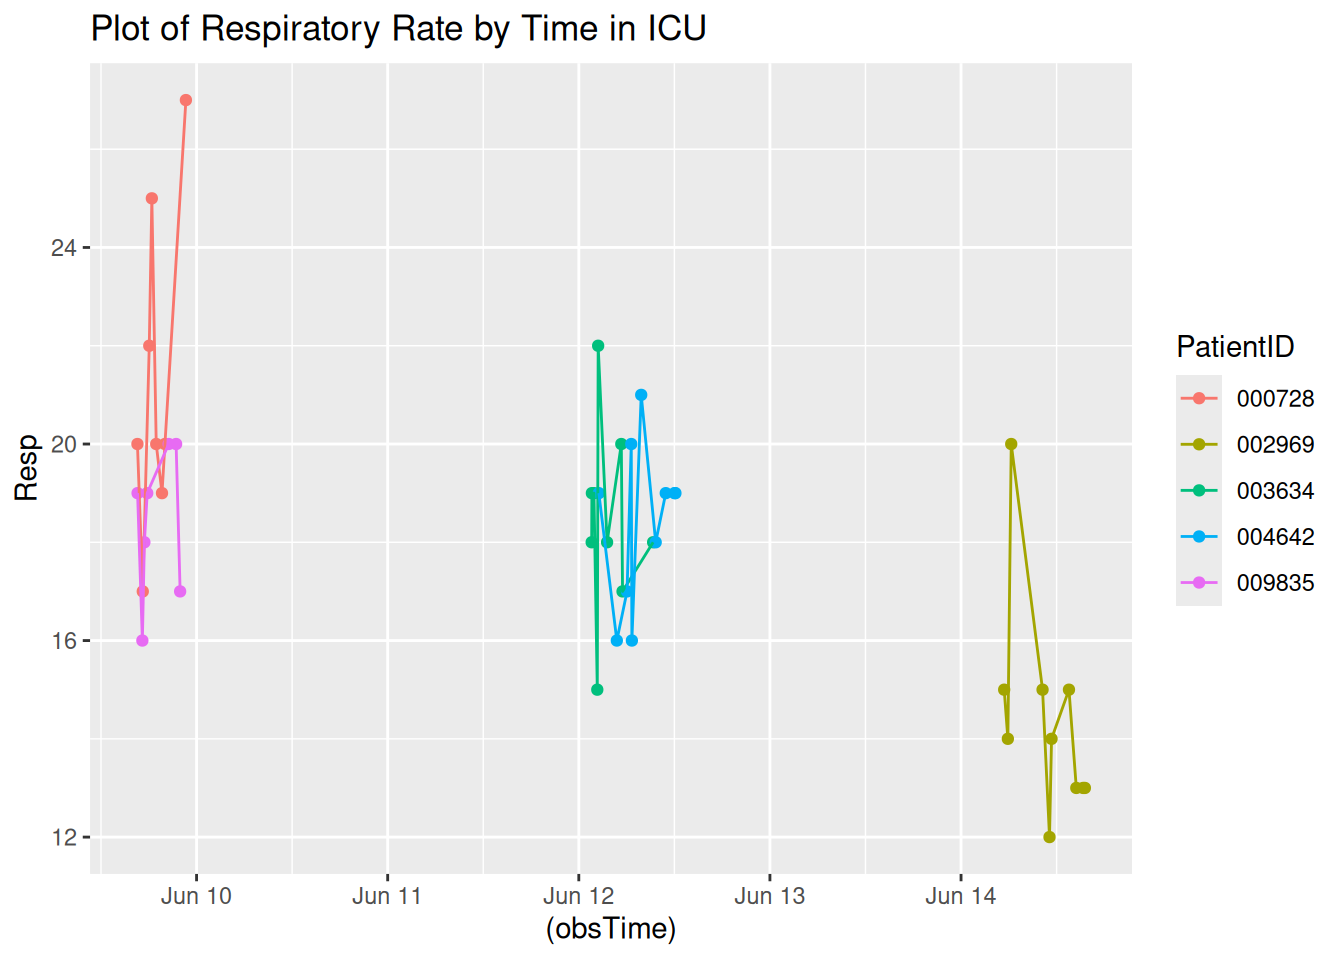 Plot of Respiratory Rate by Time in ICU
24
20
16
12
Resp
Jun 10
Jun 11
Jun 12
Jun 13
Jun 14
(obsTime)
PatientID
000728
002969
003634
004642
009835